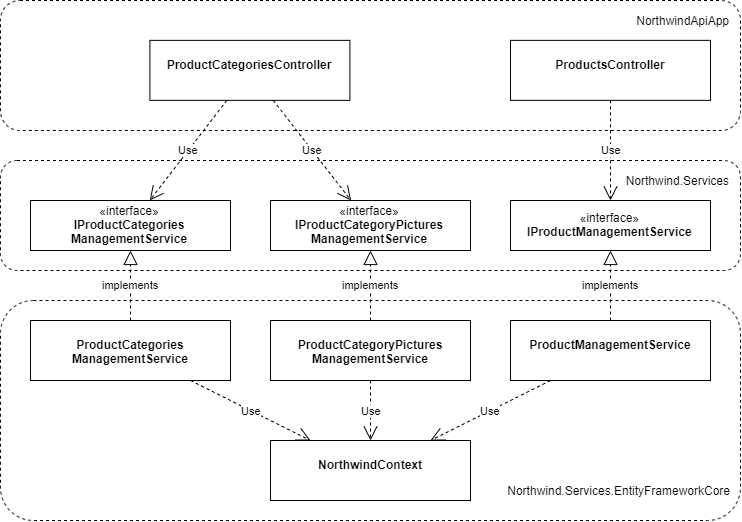 NorthwindApiApp
ProductCategoriesController
ProductsController
Use
Use
Use
Northwind.Services
«interface»
IProductCategories
ManagementService
«interface»
IProductCategoryPictures
ManagementService
«interface»
IProductManagementService
implements
implements
implements
ProductCategories
ManagementService
ProductCategoryPictures
ManagementService
ProductManagementService
Use
Use
Use
NorthwindContext
Northwind.Services.EntityFrameworkCore